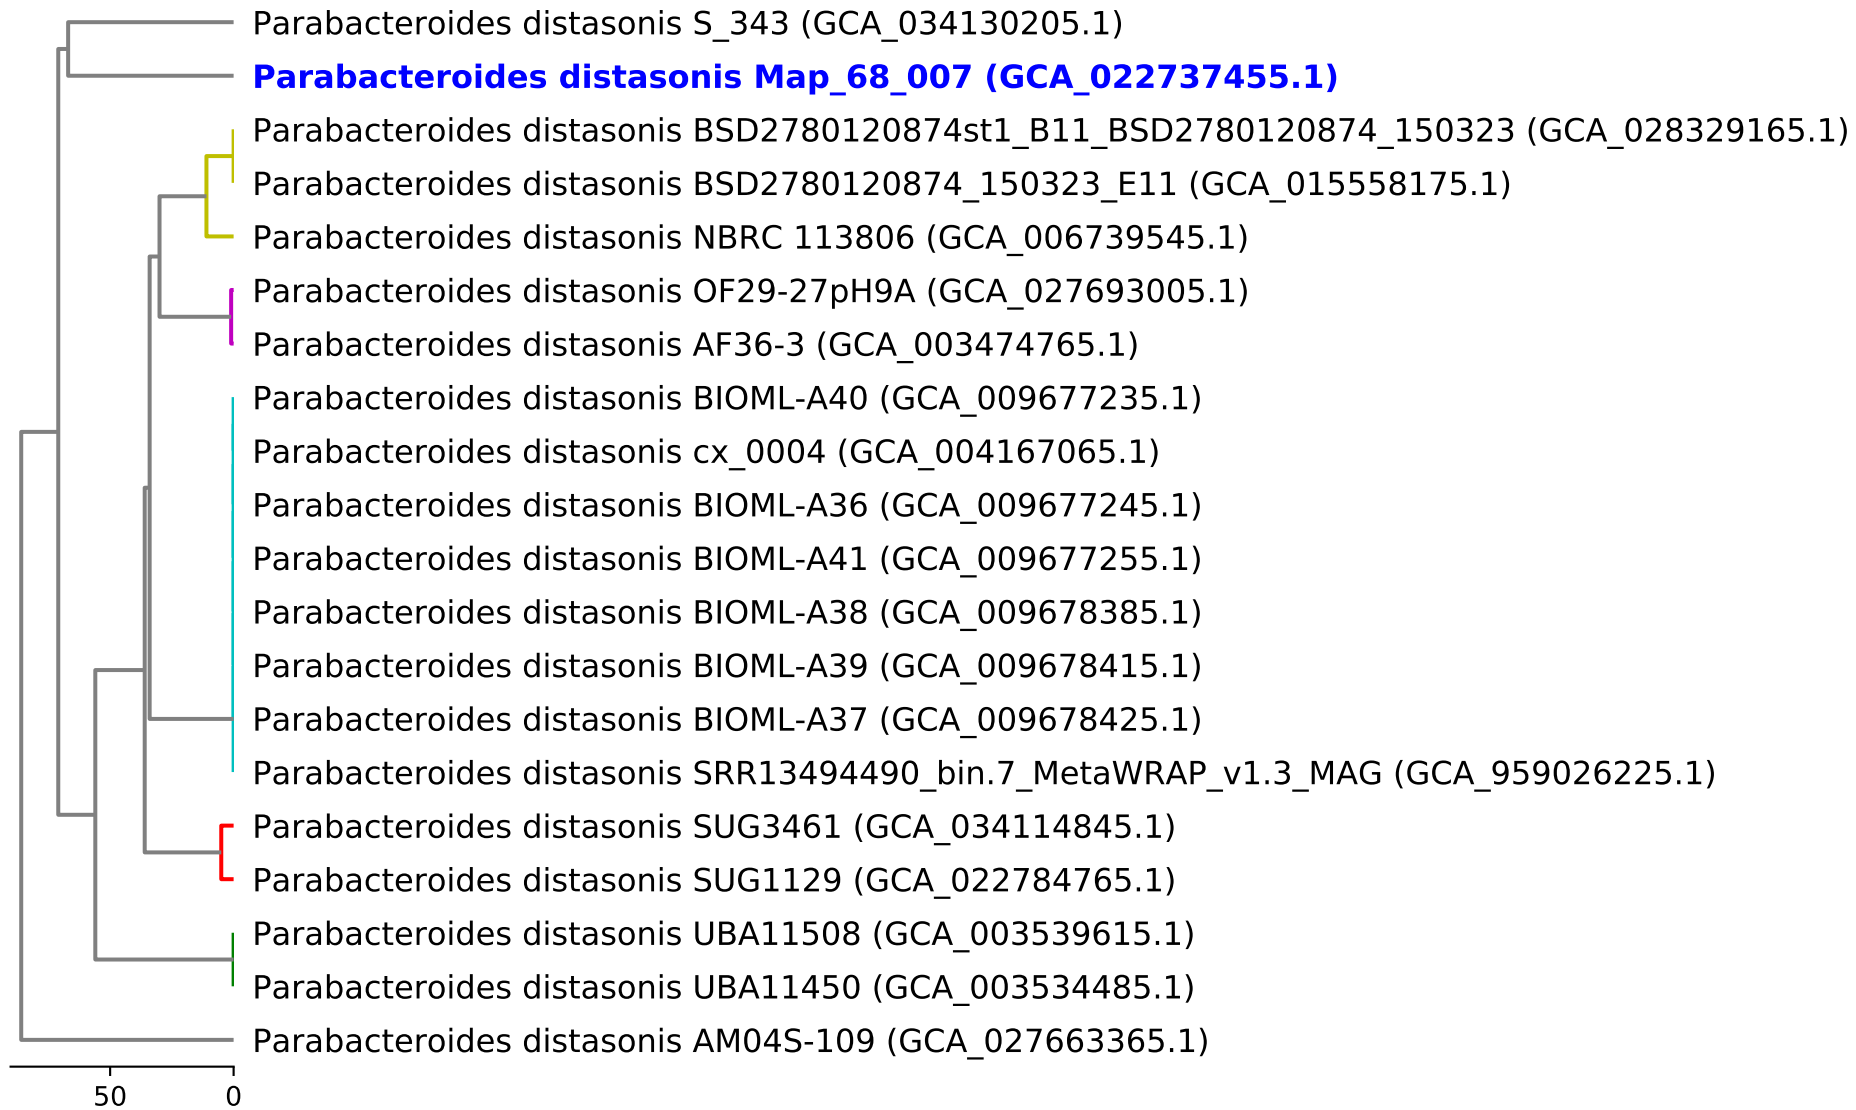 Parabacteroides distasonis S_343 (GCA_034130205.1)
Parabacteroides distasonis Map_68_007 (GCA_022737455.1)
Parabacteroides distasonis BSD2780120874st1_B11_BSD2780120874_150323 (GCA_028329165.1)
Parabacteroides distasonis BSD2780120874_150323_E11 (GCA_015558175.1)
Parabacteroides distasonis NBRC 113806 (GCA_006739545.1)
Parabacteroides distasonis OF29-27pH9A (GCA_027693005.1)
Parabacteroides distasonis AF36-3 (GCA_003474765.1)
Parabacteroides distasonis BIOML-A40 (GCA_009677235.1)
Parabacteroides distasonis cx_0004 (GCA_004167065.1)
Parabacteroides distasonis BIOML-A36 (GCA_009677245.1)
Parabacteroides distasonis BIOML-A41 (GCA_009677255.1)
Parabacteroides distasonis BIOML-A38 (GCA_009678385.1)
Parabacteroides distasonis BIOML-A39 (GCA_009678415.1)
Parabacteroides distasonis BIOML-A37 (GCA_009678425.1)
Parabacteroides distasonis SRR13494490_bin.7_MetaWRAP_v1.3_MAG (GCA_959026225.1)
Parabacteroides distasonis SUG3461 (GCA_034114845.1)
Parabacteroides distasonis SUG1129 (GCA_022784765.1)
Parabacteroides distasonis UBA11508 (GCA_003539615.1)
Parabacteroides distasonis UBA11450 (GCA_003534485.1)
Parabacteroides distasonis AM04S-109 (GCA_027663365.1)
50 0